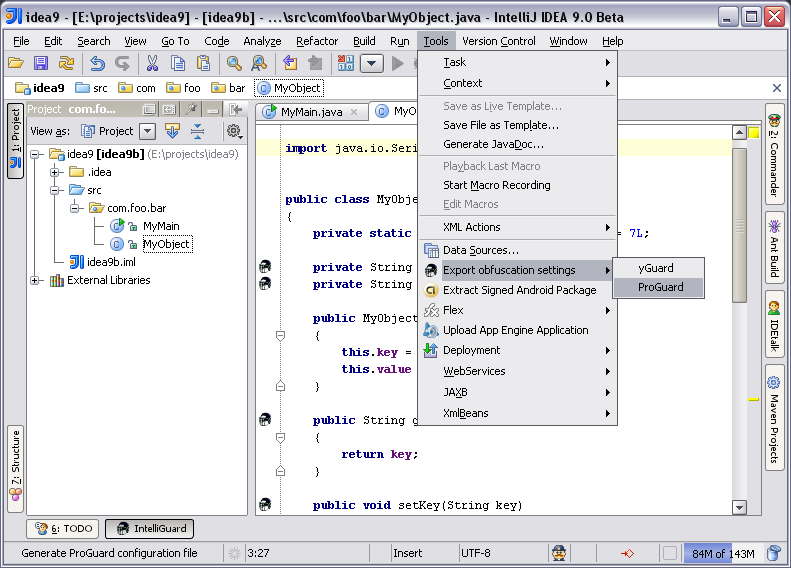 idea9 - [E:\projects\idea9] - [idea9b] - ...\src\com\foo\bar\MyObject.java - IntelliJ IDEA 9.0 Beta
File Edit Search View Go To Code Analyze Refactor Build Run Tools Version Control Window Help
idea9 src com foo bar MyObject
Project com.fo...
MyMain.java MyO
View as: Project
1: Project
7: Structure
idea9 [idea9b] (E:\projects\idea9)
.idea
src
com.foo.bar
MyMain
MyObject
idea9b.iml
External Libraries
import java.io.Seri
public class MyObjec
{
private static = 7L;
private String
private String
public MyObject
{
this.key =
this.value
}
public String g
{
return key;
}
public void setKey(String key)
Task
Context
Save as Live Template...
Save File as Template...
Generate JavaDoc...
Playback Last Macro
Start Macro Recording
Edit Macros
XML Actions
Data Sources...
Export obfuscation settings
Extract Signed Android Package
Flex
Upload App Engine Application
Deployment
WebServices
JAXB
XmlBeans
yGuard
ProGuard
2: Commander
Ant Build
IDEtalk
Maven Projects
6: TODO IntelliGuard
Generate ProGuard configuration file 3:27 Insert UTF-8 84M of 143M